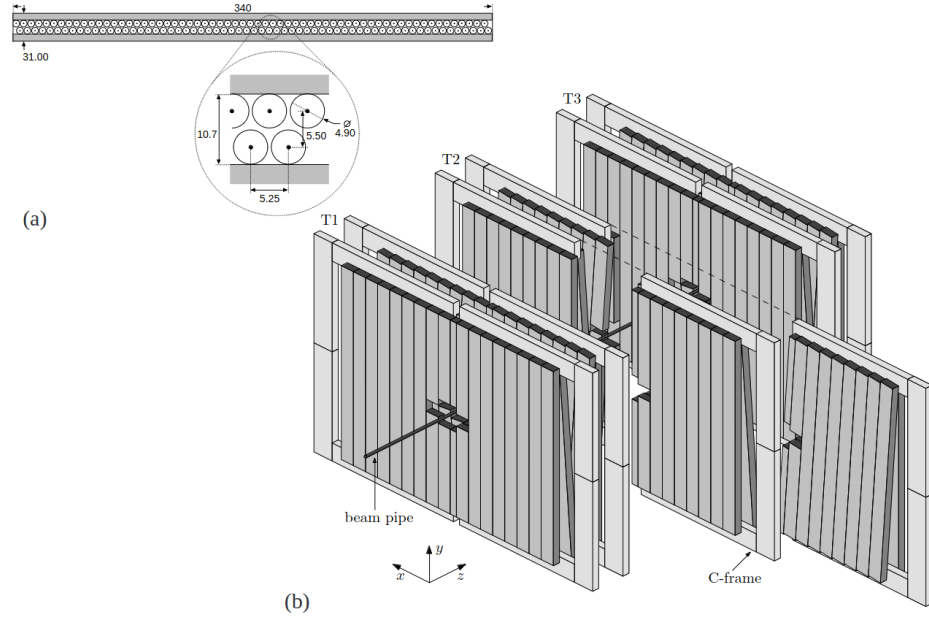 340
31.00
10.7
5.50
Ø
4.90
5.25
(a)
T3
T2
T1
beam pipe
y
x
z
C-frame
(b)